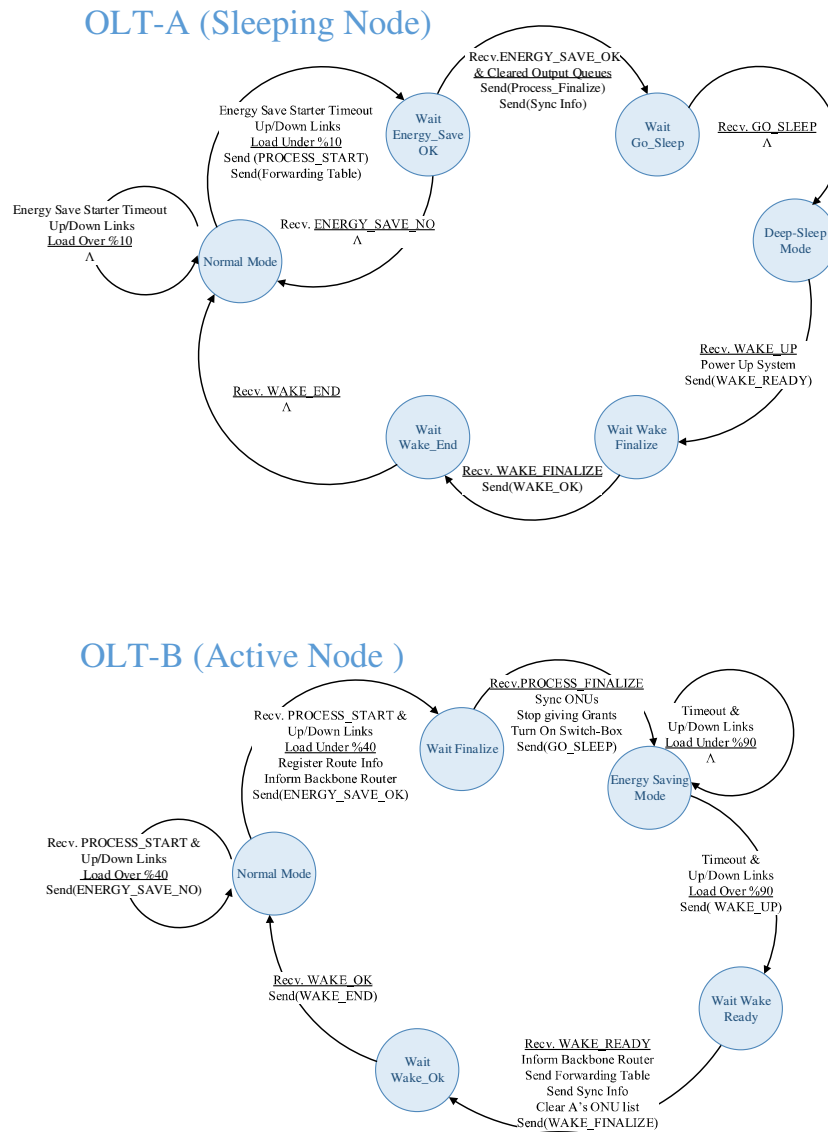 OLT-A (Sleeping Node)
Recv.ENERGY_SAVE_OK
& Cleared Output Queues
Send(Process_Finalize)
Send(Sync Info)
Energy Save Starter Timeout
Up/Down Links
Load Under %10
Send (PROCESS_START)
Send(Forwarding Table)
Wait
Energy_Save
OK
Wait
Go_Sleep
Recv. GO_SLEEP
Λ
Energy Save Starter Timeout
Up/Down Links
Load Over %10
Λ
Recv. ENERGY_SAVE_NO
Λ
Normal Mode
Deep-Sleep
Mode
Recv. WAKE_UP
Power Up System
Send(WAKE_READY)
Recv. WAKE_END
Λ
Wait
Wake_End
Wait Wake
Finalize
Recv. WAKE_FINALIZE
Send(WAKE_OK)
OLT-B (Active Node )
Recv.PROCESS_FINALIZE
Sync ONUs
Stop giving Grants
Turn On Switch-Box
Send(GO_SLEEP)
Recv. PROCESS_START &
Up/Down Links
Load Under %40
Register Route Info
Inform Backbone Router
Send(ENERGY_SAVE_OK)
Wait Finalize
Timeout &
Up/Down Links
Load Under %90
Λ
Energy Saving
Mode
Recv. PROCESS_START &
Up/Down Links
Load Over %40
Send(ENERGY_SAVE_NO)
Normal Mode
Timeout &
Up/Down Links
Load Over %90
Send( WAKE_UP)
Recv. WAKE_OK
Send(WAKE_END)
Wait Wake
Ready
Wait
Wake_Ok
Recv. WAKE_READY
Inform Backbone Router
Send Forwarding Table
Send Sync Info
Clear A's ONU list
Send(WAKE_FINALIZE)